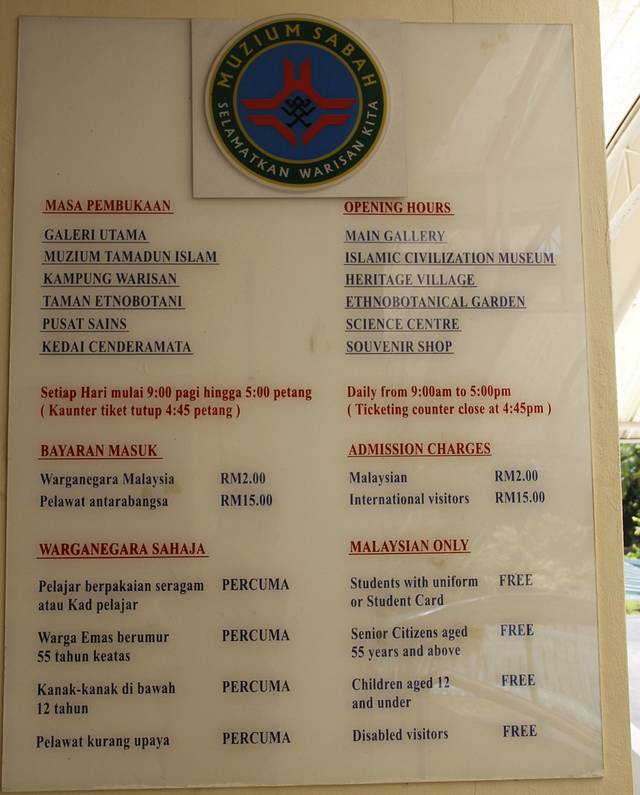 MUZIUM SABAH
SELAMATKAN WARISAN KITA
MASA PEMBUKAAN
GALERI UTAMA
MUZIUM TAMADUN ISLAM
KAMPUNG WARISAN
TAMAN ETNOBOTANI
PUSAT SAINS
KEDAI CENDERAMATA
Setiap Hari mulai 9:00 pagi hingga 5:00 petang
( Kaunter tiket tutup 4:45 petang )
BAYARAN MASUK
Warganegara Malaysia RM2.00
Pelawat antarabangsa RM15.00
WARGANEGARA SAHAJA
Pelajar berpakaian seragam PERCUMA
atau Kad pelajar
Warga Emas berumur PERCUMA
55 tahun keatas
Kanak-kanak di bawah PERCUMA
12 tahun
Pelawat kurang upaya PERCUMA
OPENING HOURS
MAIN GALLERY
ISLAMIC CIVILIZATION MUSEUM
HERITAGE VILLAGE
ETHNOBOTANICAL GARDEN
SCIENCE CENTRE
SOUVENIR SHOP
Daily from 9:00am to 5:00pm
( Ticketing counter close at 4:45pm )
ADMISSION CHARGES
Malaysian RM2.00
International visitors RM15.00
MALAYSIAN ONLY
Students with uniform FREE
or Student Card
Senior Citizens aged FREE
55 years and above
Children aged 12 FREE
and under
Disabled visitors FREE